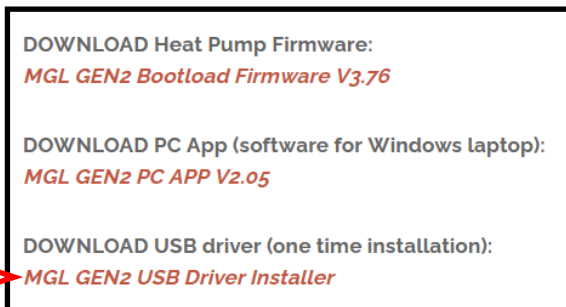 DOWNLOAD Heat Pump Firmware:
MGL GEN2 Bootload Firmware V3.76
DOWNLOAD PC App (software for Windows laptop):
MGL GEN2 PC APP V2.05
DOWNLOAD USB driver (one time installation):
MGL GEN2 USB Driver Installer